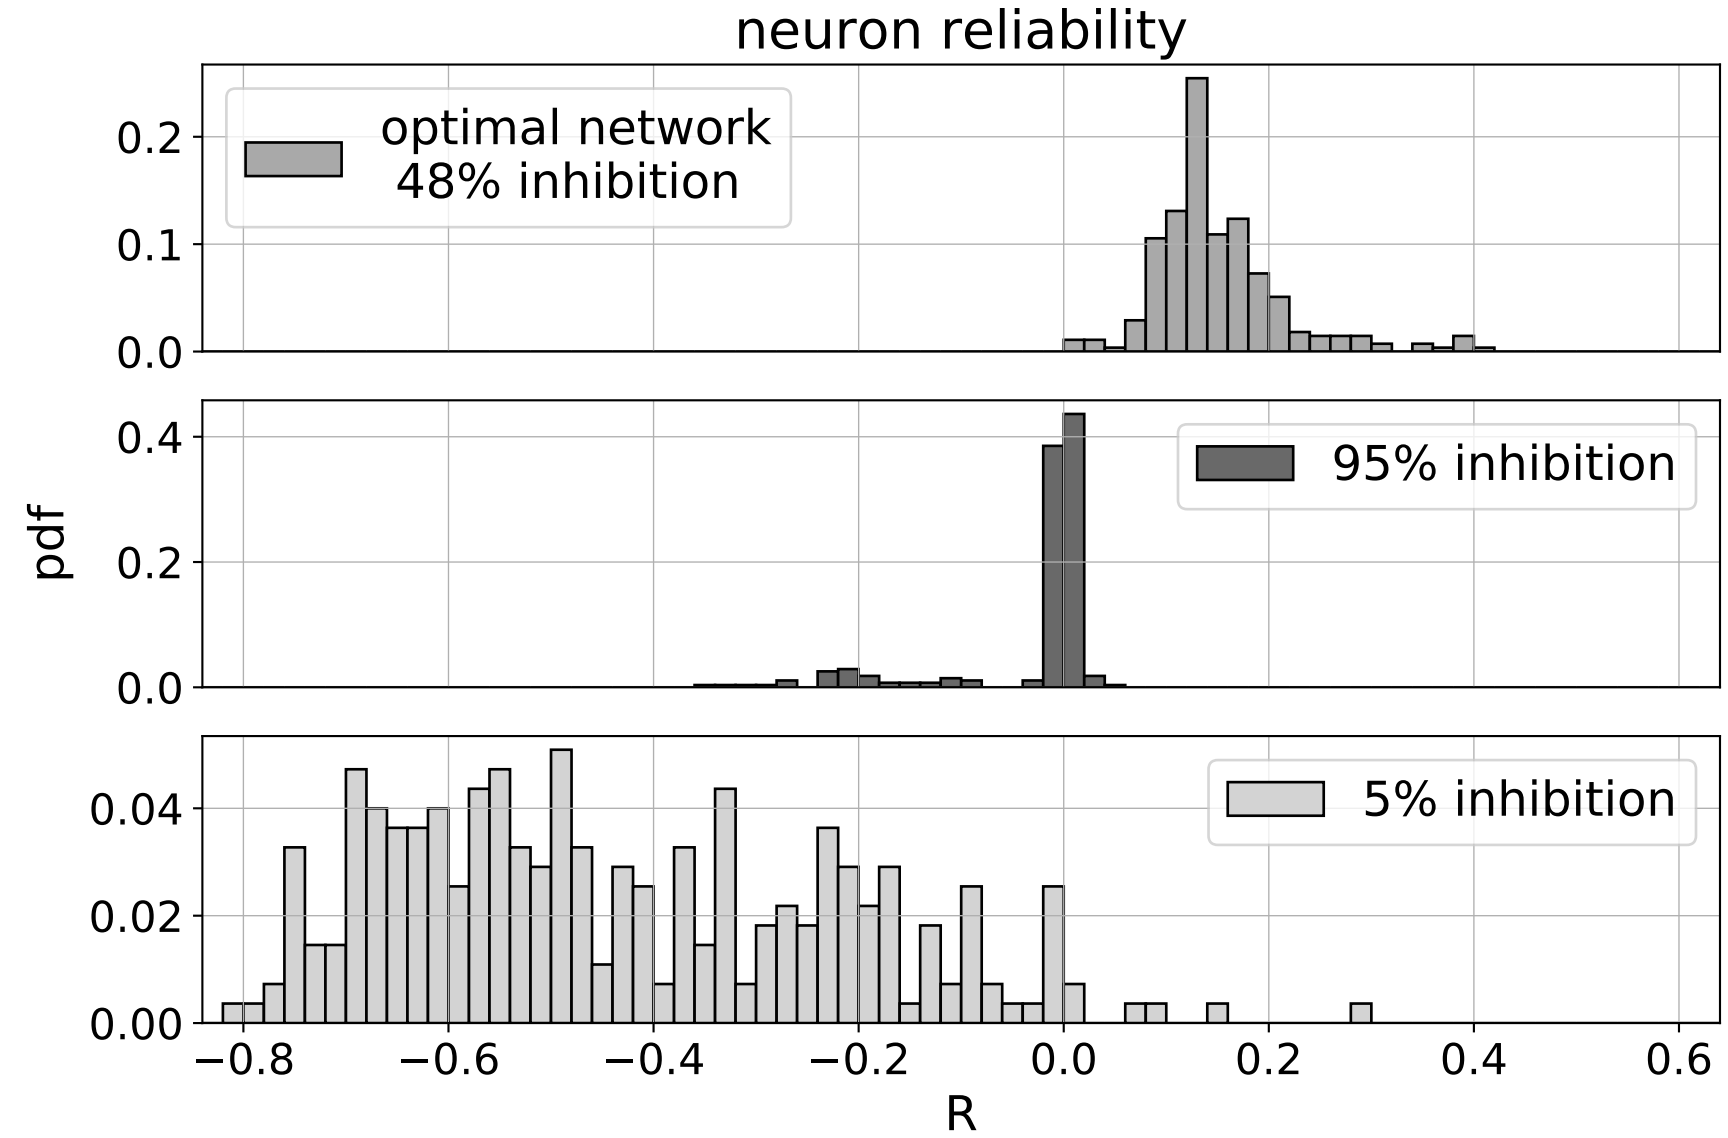 neuron reliability
optimal network
48% inhibition
0.2
0.1
0.0
95% inhibition
0.4
0.2
0.0
pdf
5% inhibition
0.04
0.02
0.00
−0.8 −0.6 −0.4 −0.2 0.0 0.2 0.4 0.6
R